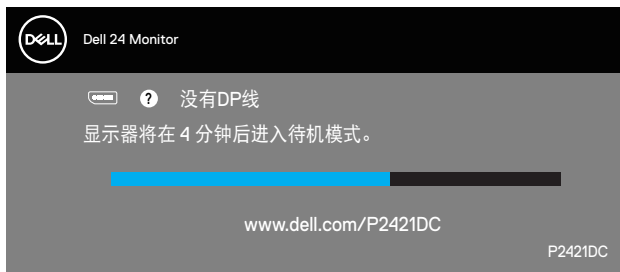 DELL
Dell 24 Monitor
? 没有DP线
显示器将在 4 分钟后进入待机模式。
www.dell.com/P2421DC
P2421DC